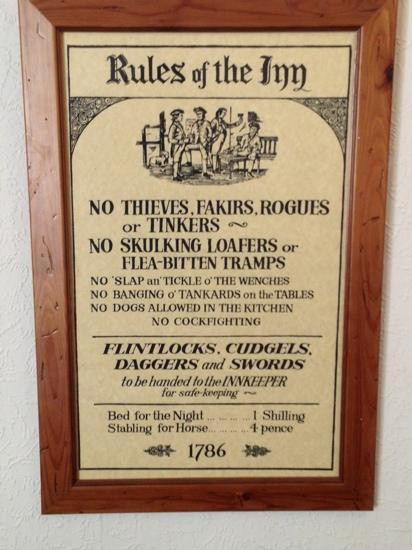 Rules of the Inn
NO THIEVES, FAKIRS, ROGUES
or TINKERS
NO SKULKING LOAFERS or
FLEA-BITTEN TRAMPS
NO 'SLAP an' TICKLE o' THE WENCHES
NO BANGING o' TANKARDS on the TABLES
NO DOGS ALLOWED IN THE KITCHEN
NO COCKFIGHTING
FLINTLOCKS, CUDGELS,
DAGGERS and SWORDS
to be handed to the INNKEEPER
for safe-keeping ~
Bed for the Night ... ... ... ... 1 Shilling
Stabling for Horse... ... ... ... 4 pence
1786